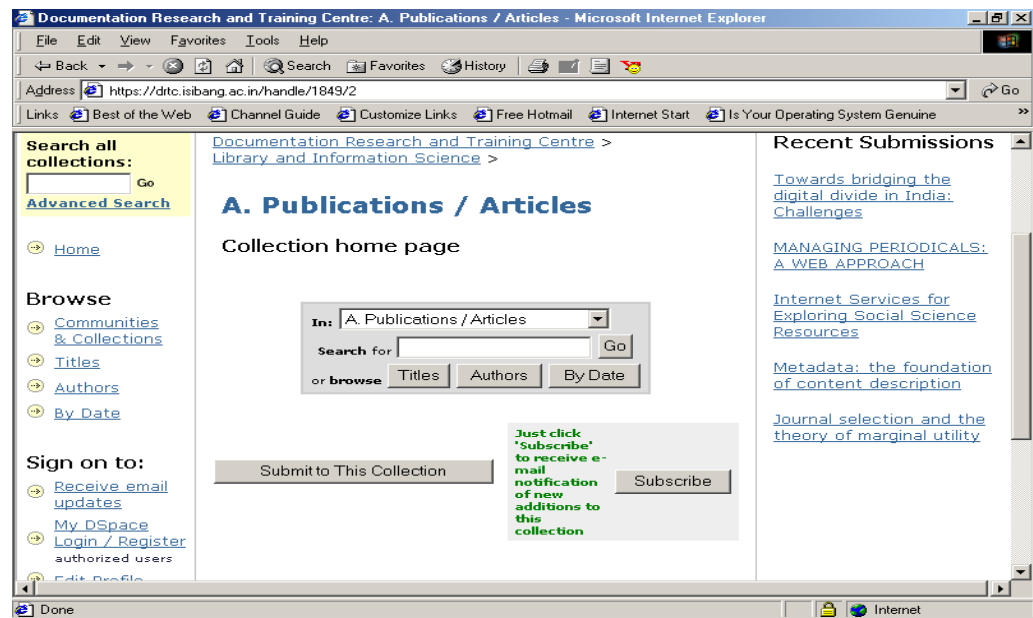 Documentation Research and Training Centre: A. Publications / Articles - Microsoft Internet Explorer
File Edit View Favorites Tools Help
Back Search Favorites History
Address https://drtc.isibang.ac.in/handle/1849/2 Go
Links Best of the Web Channel Guide Customize Links Free Hotmail Internet Start Is Your Operating System Genuine »
Search all
collections:
Go
Advanced Search
Home
Browse
Communities
& Collections
Titles
Authors
By Date
Sign on to:
Receive email
updates
My DSpace
Login / Register
authorized users
Edit Profile
Documentation Research and Training Centre >
Library and Information Science >
A. Publications / Articles
Collection home page
In: A. Publications / Articles
Search for Go
or browse Titles Authors By Date
Submit to This Collection
Just click
'Subscribe'
to receive e-
mail
notification
of new
additions to
this
collection
Subscribe
Recent Submissions
Towards bridging the
digital divide in India:
Challenges
MANAGING PERIODICALS:
A WEB APPROACH
Internet Services for
Exploring Social Science
Resources
Metadata: the foundation
of content description
Journal selection and the
theory of marginal utility
Done Internet